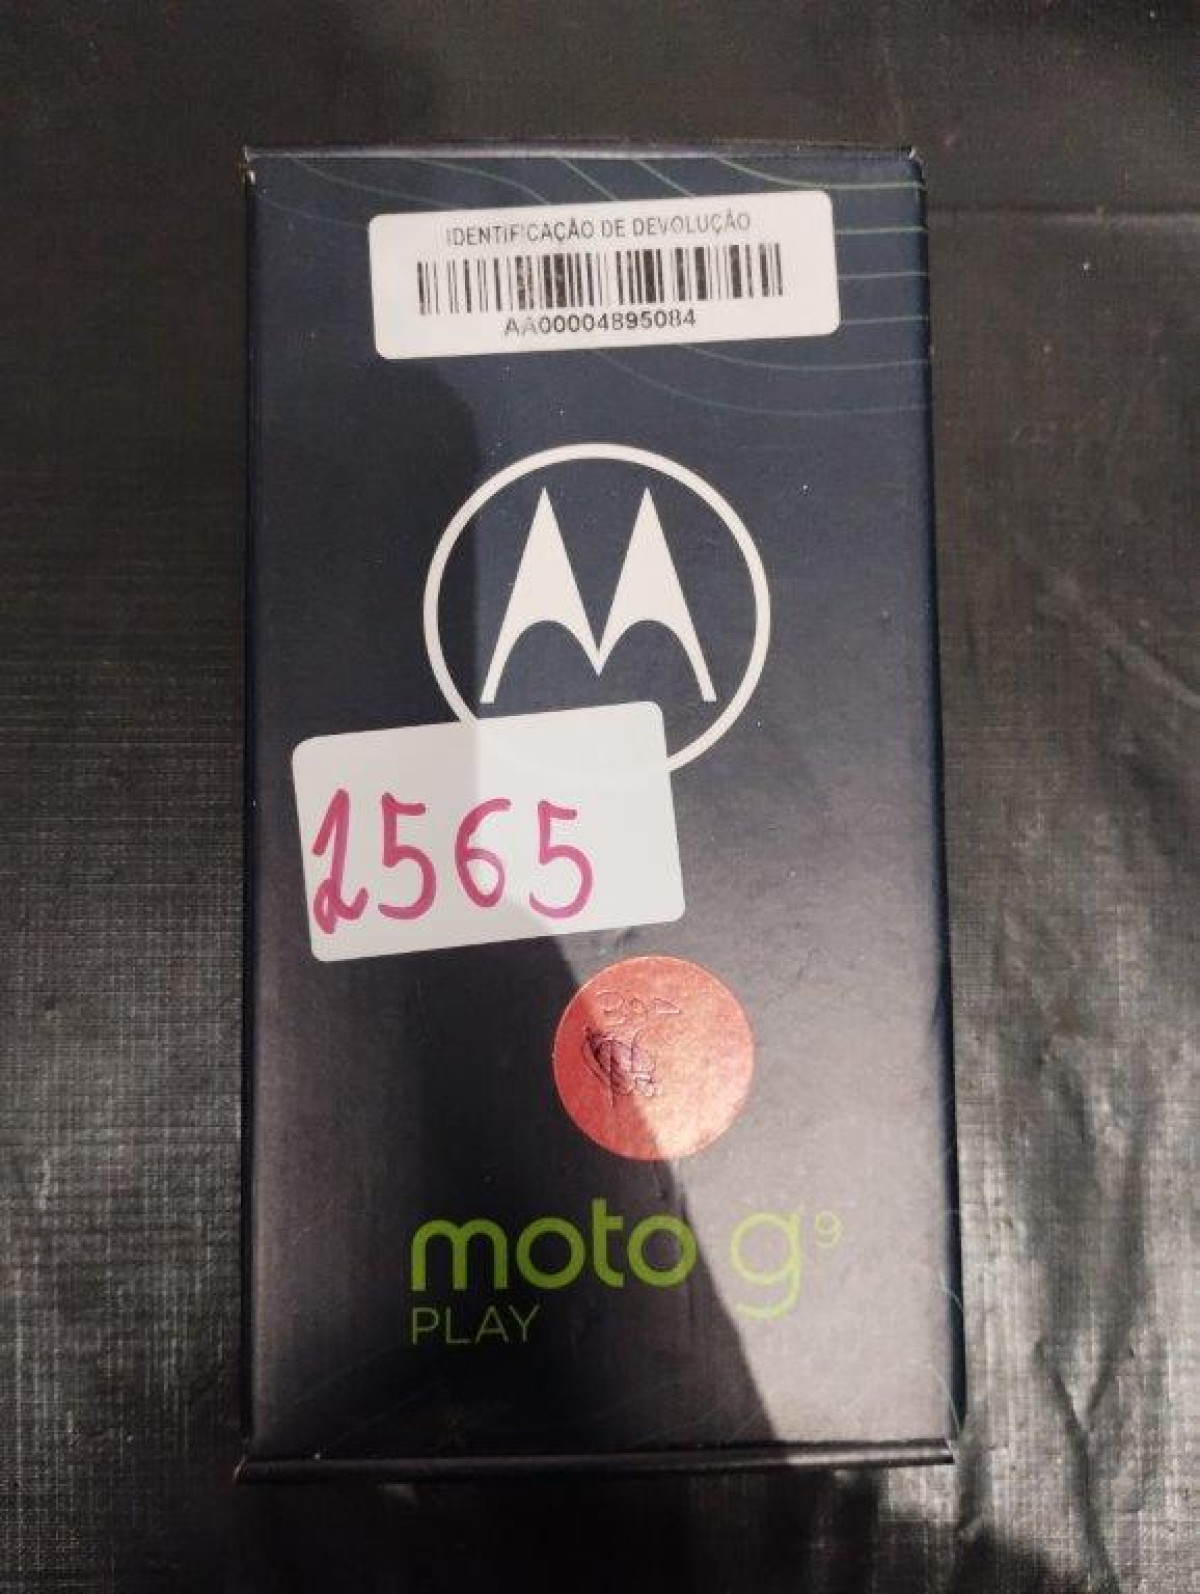 IDENTIFICAÇÃO DE DEVOLUÇÃO
AA00004895084
2565
moto g9
PLAY